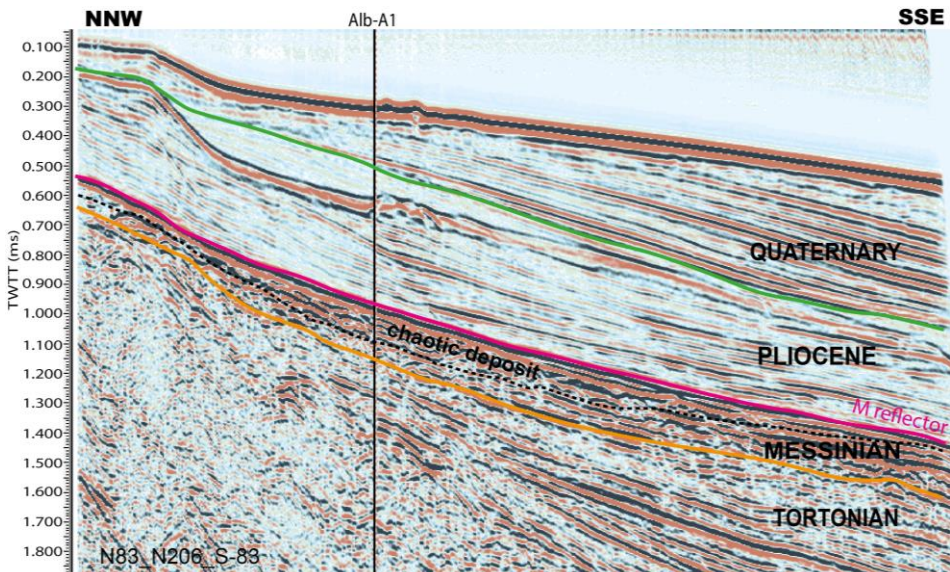 NNW
Alb-A1
SSE
0.100
0.200
0.300
0.400
0.500
0.600
0.700
0.800
0.900
1.000
1.100
1.200
1.300
1.400
1.500
1.600
1.700
1.800
TWTT (ms)
QUATERNARY
PLIOCENE
chaotic deposit
M reflector
MESSINIAN
TORTONIAN
N83_N206_S-83